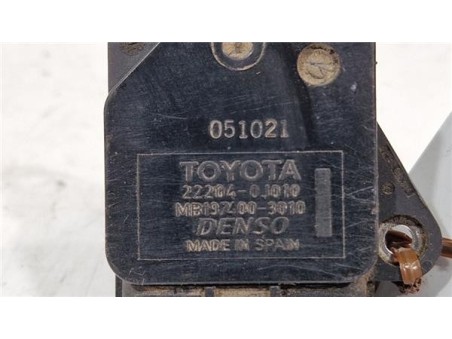 051021
TOYOTA
22204-0J010
MB197400-3010
DENSO
MADE IN SPAIN